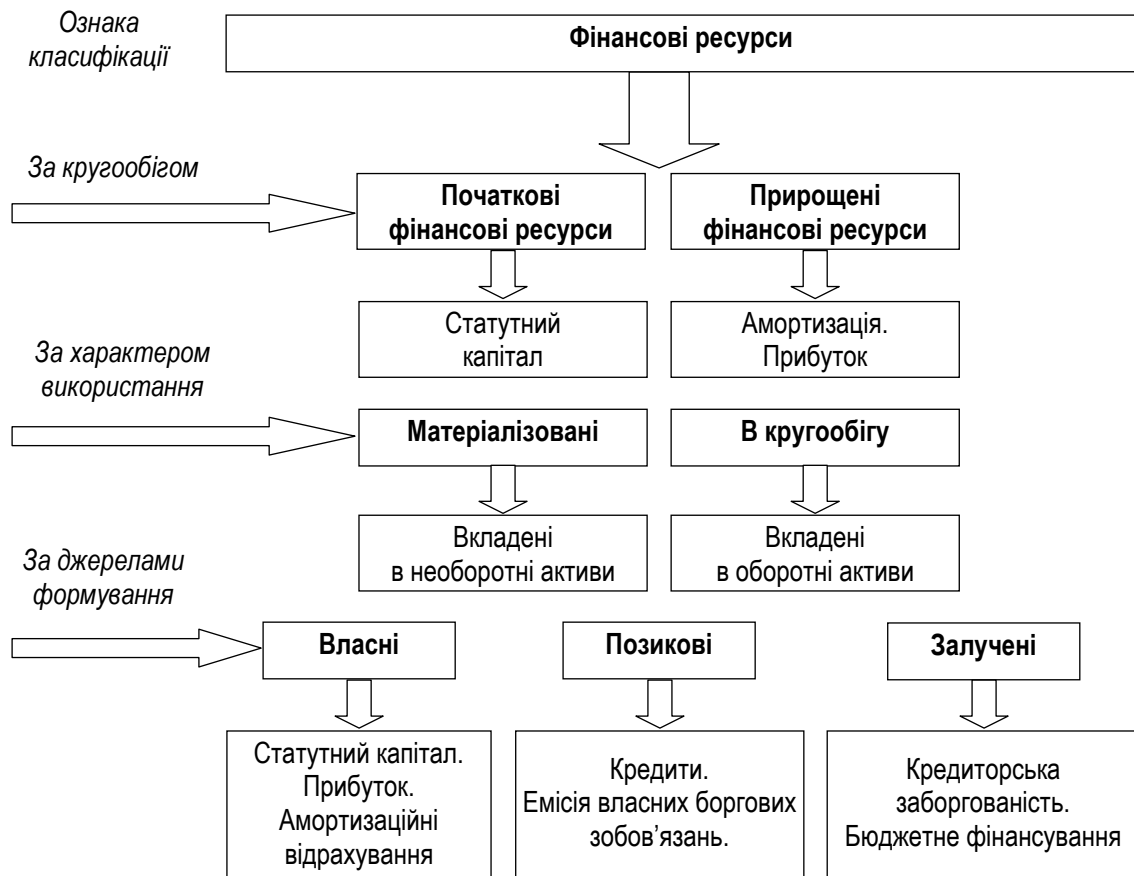 Ознака
класифікації
Фінансові ресурси
За кругообігом
Початкові
фінансові ресурси
Прирощені
фінансові ресурси
Статутний
капітал
Амортизація.
Прибуток
За характером
використання
Матеріалізовані
В кругообігу
Вкладені
в необоротні активи
Вкладені
в оборотні активи
За джерелами
формування
Власні
Позикові
Залучені
Статутний капітал.
Прибуток.
Амортизаційні
відрахування
Кредити.
Емісія власних боргових
зобов’язань.
Кредиторська
заборгованість.
Бюджетне фінансування